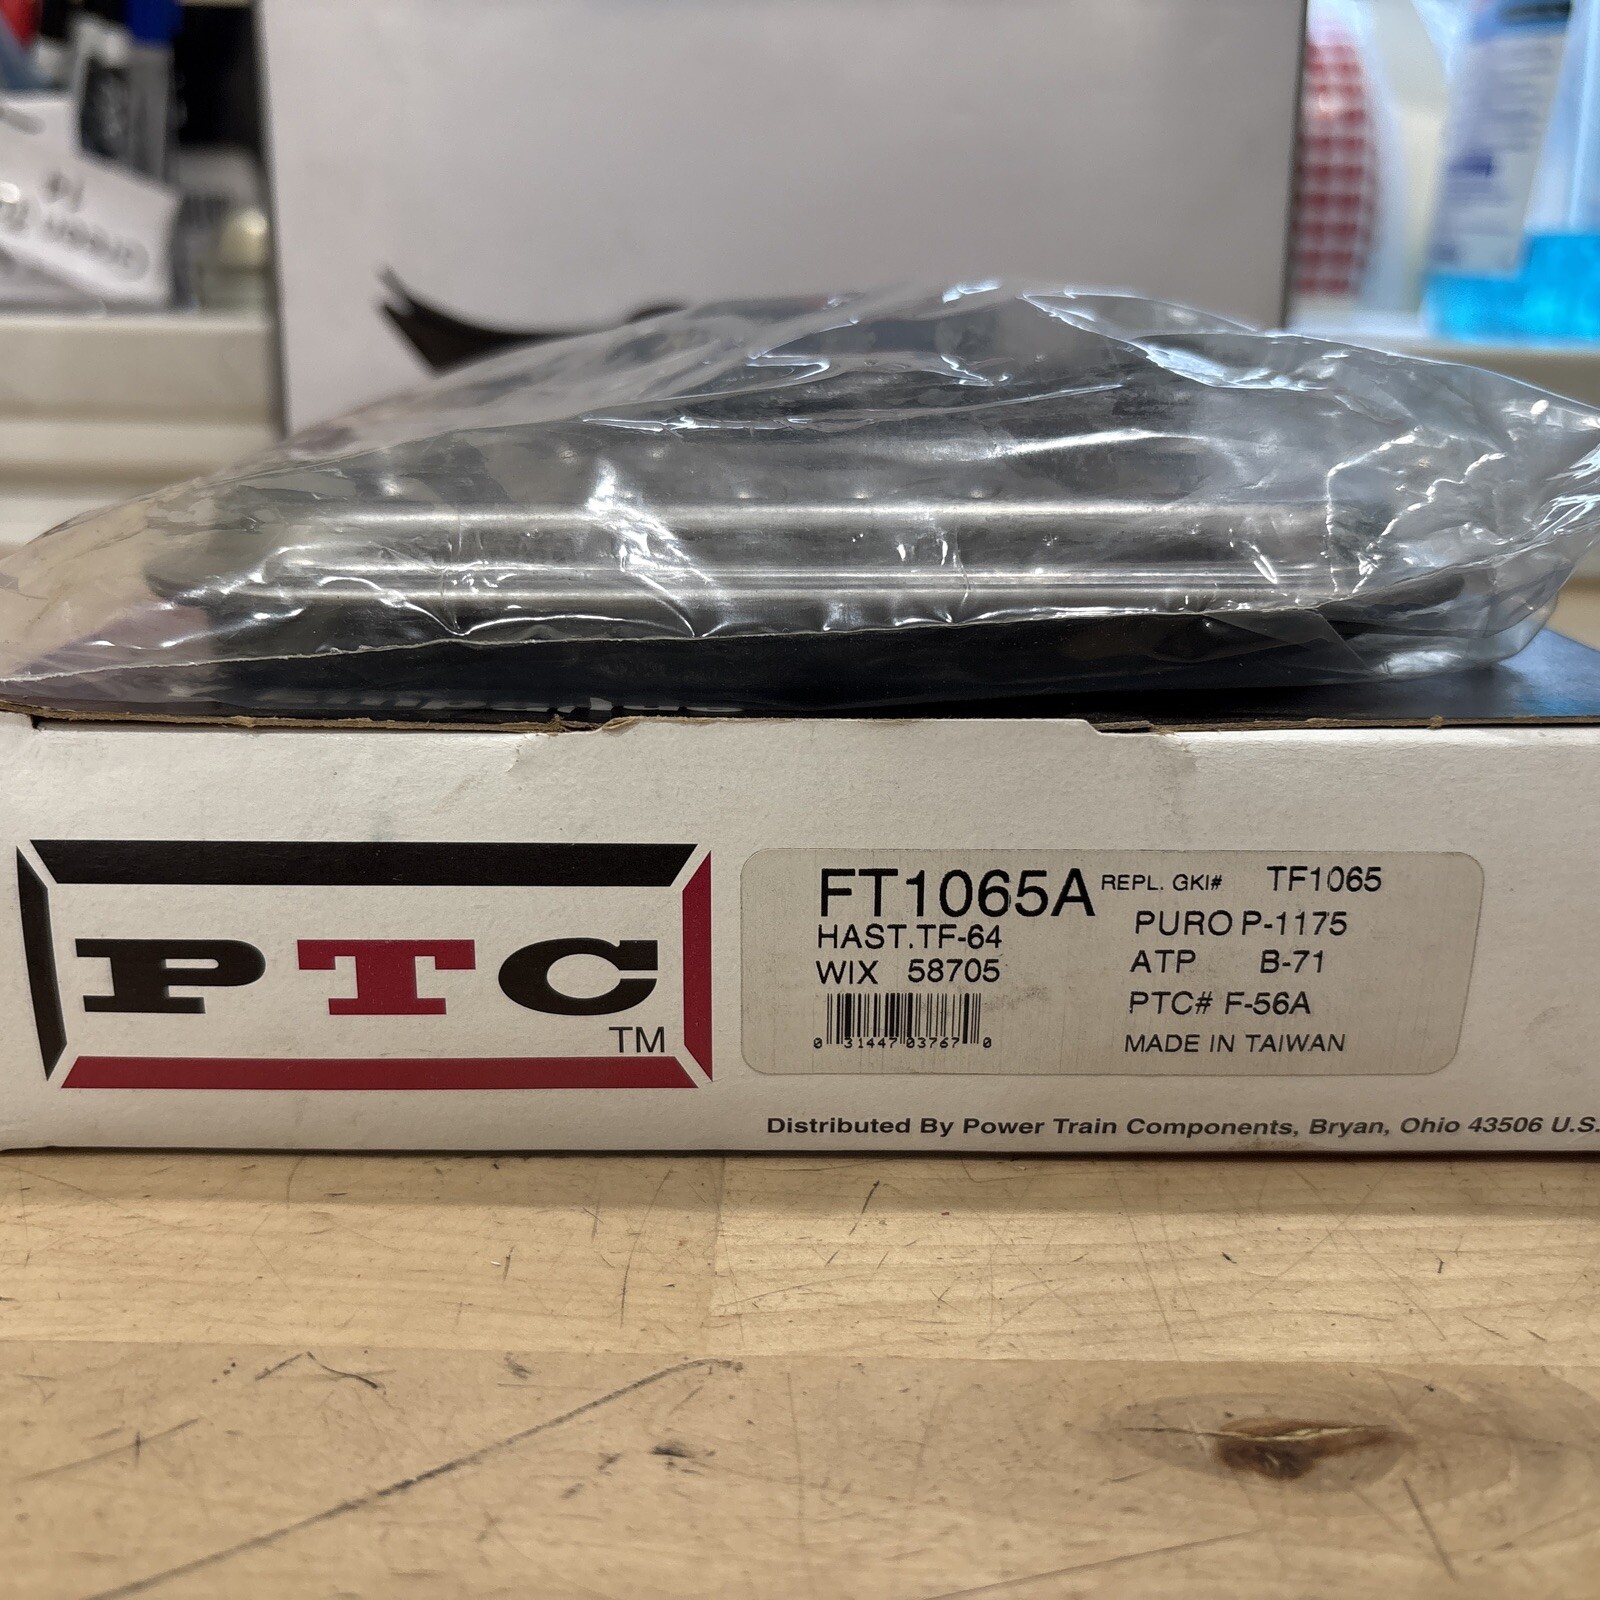 PTC
TM
FT1065A
HAST.TF-64
WIX 58705
0 31447 03767 0
REPL. GKI# TF1065
PURO P-1175
ATP B-71
PTC# F-56A
MADE IN TAIWAN
Distributed By Power Train Components, Bryan, Ohio 43506 U.S.